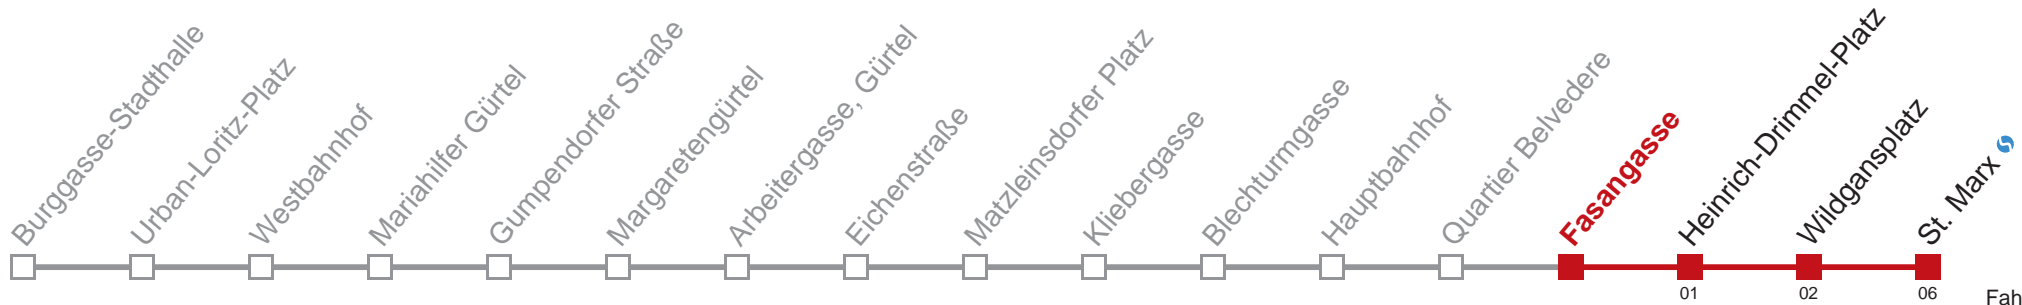 Burggasse-Stadthalle
Urban-Loritz-Platz
Westbahnhof
Mariahilfer Gürtel
Gumpendorfer Straße
Margaretengürtel
Arbeitergasse, Gürtel
Eichenstraße
Matzleinsdorfer Platz
Kliebergasse
Blechturmgasse
Hauptbahnhof
Quartier Belvedere
Fasangasse
Heinrich-Drimmel-Platz
Wildgansplatz
St. Marx
01
02
06
Fah